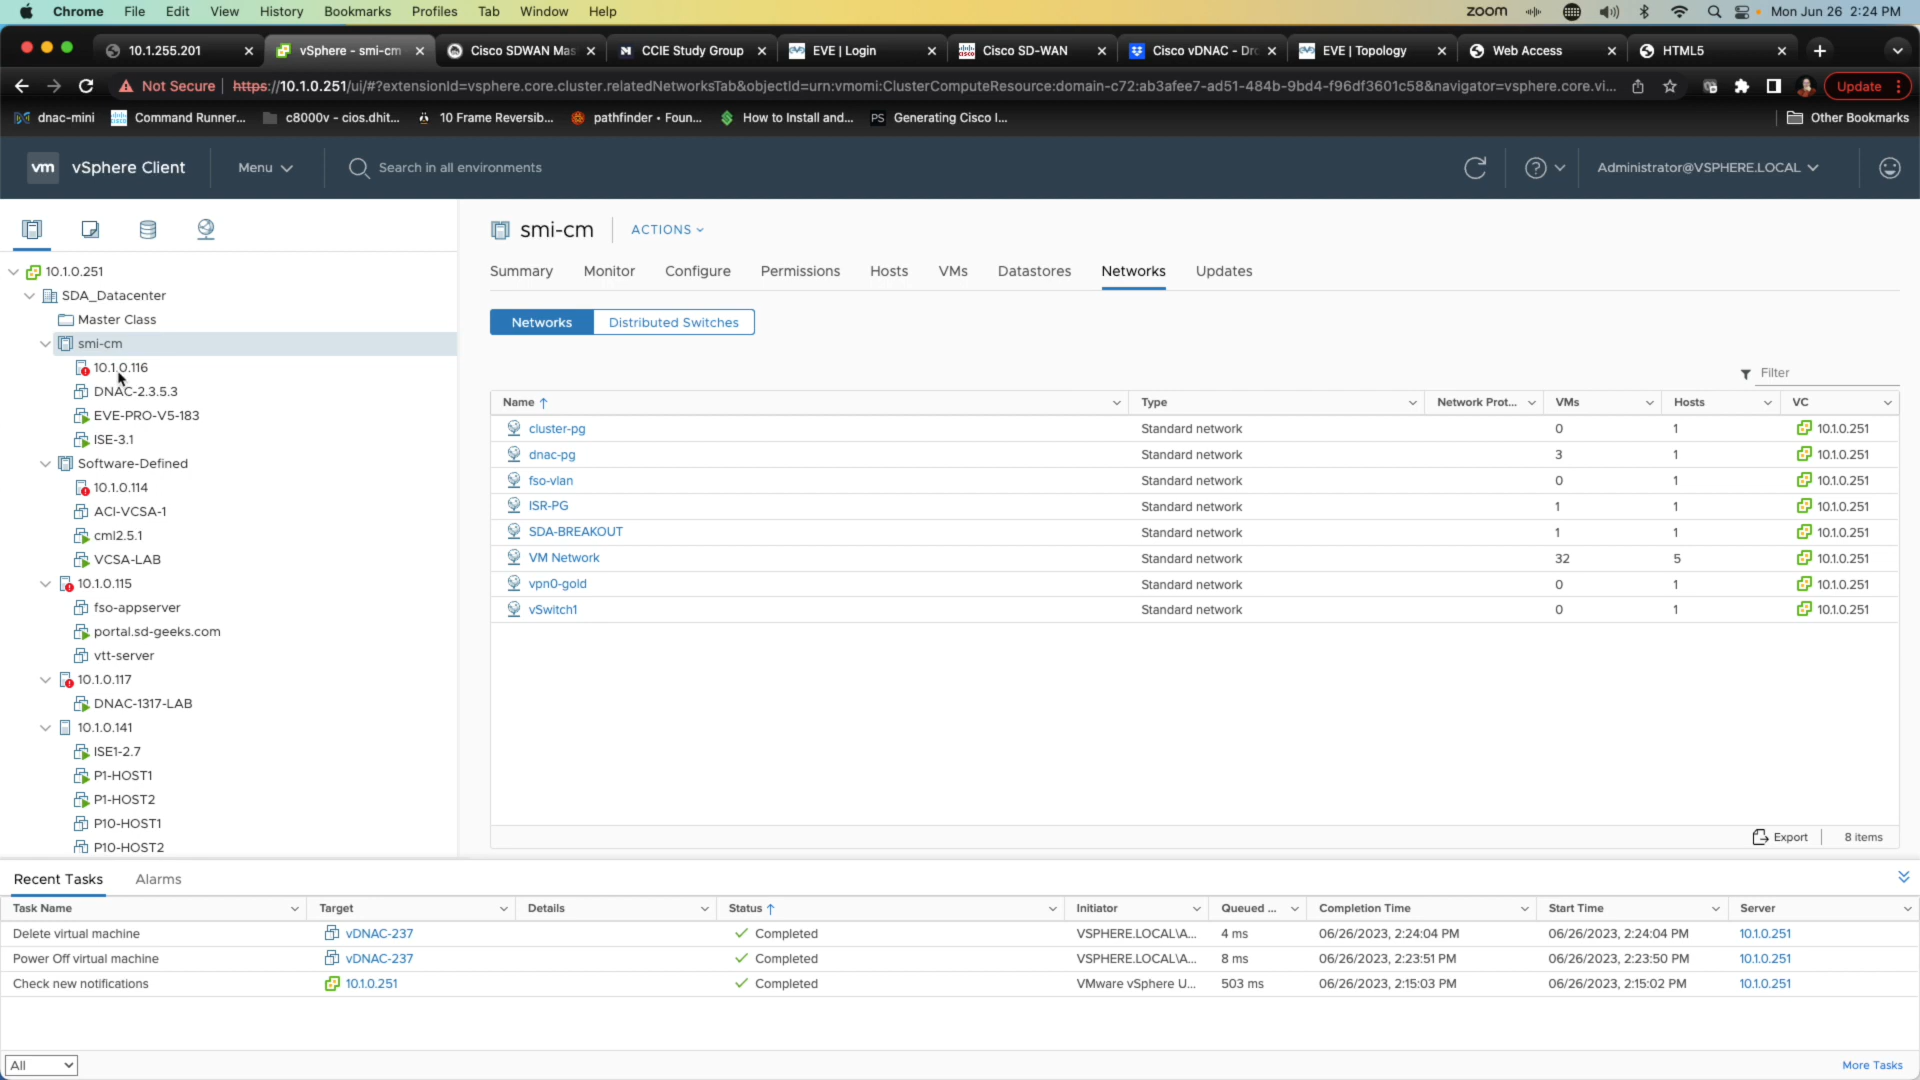 Chrome File Edit View History Bookmarks Profiles Tab Window Help zoom Mon Jun 26 2:24 PM
10.1.255.201 vSphere - smi-cm Cisco SDWAN Mas CCIE Study Group EVE | Login Cisco SD-WAN Cisco vDNAC - Dr EVE | Topology Web Access HTML5
Not Secure https://10.1.0.251/ui/#?extensionId=vsphere.core.cluster.relatedNetworksTab&objectId=urn:vmomi:ClusterComputeResource:domain-c72:ab3afee7-ad51-484b-9bd4-f96df3601c58&navigator=vsphere.core.vi... Update
dnac-mini Command Runner... c8000v - cios.dhit... 10 Frame Reversib... pathfinder • Foun... How to Install and... PS Generating Cisco I... Other Bookmarks
vm vSphere Client Menu Search in all environments Administrator@VSPHERE.LOCAL
smi-cm ACTIONS
Summary Monitor Configure Permissions Hosts VMs Datastores Networks Updates
Networks Distributed Switches
10.1.0.251
SDA_Datacenter
Master Class
smi-cm
10.1.0.116
DNAC-2.3.5.3
EVE-PRO-V5-183
ISE-3.1
Software-Defined
10.1.0.114
ACI-VCSA-1
cml2.5.1
VCSA-LAB
10.1.0.115
fso-appserver
portal.sd-geeks.com
vtt-server
10.1.0.117
DNAC-1317-LAB
10.1.0.141
ISE1-2.7
P1-HOST1
P1-HOST2
P10-HOST1
P10-HOST2
Filter
Name Type Network Prot... VMs Hosts VC
cluster-pg Standard network 0 1 10.1.0.251
dnac-pg Standard network 3 1 10.1.0.251
fso-vlan Standard network 0 1 10.1.0.251
ISR-PG Standard network 1 1 10.1.0.251
SDA-BREAKOUT Standard network 1 1 10.1.0.251
VM Network Standard network 32 5 10.1.0.251
vpn0-gold Standard network 0 1 10.1.0.251
vSwitch1 Standard network 0 1 10.1.0.251
Export 8 items
Recent Tasks Alarms
Task Name Target Details Status Initiator Queued ... Completion Time Start Time Server
Delete virtual machine vDNAC-237 Completed VSPHERE.LOCAL\A... 4 ms 06/26/2023, 2:24:04 PM 06/26/2023, 2:24:04 PM 10.1.0.251
Power Off virtual machine vDNAC-237 Completed VSPHERE.LOCAL\A... 8 ms 06/26/2023, 2:23:51 PM 06/26/2023, 2:23:50 PM 10.1.0.251
Check new notifications 10.1.0.251 Completed VMware vSphere U... 503 ms 06/26/2023, 2:15:03 PM 06/26/2023, 2:15:02 PM 10.1.0.251
All More Tasks